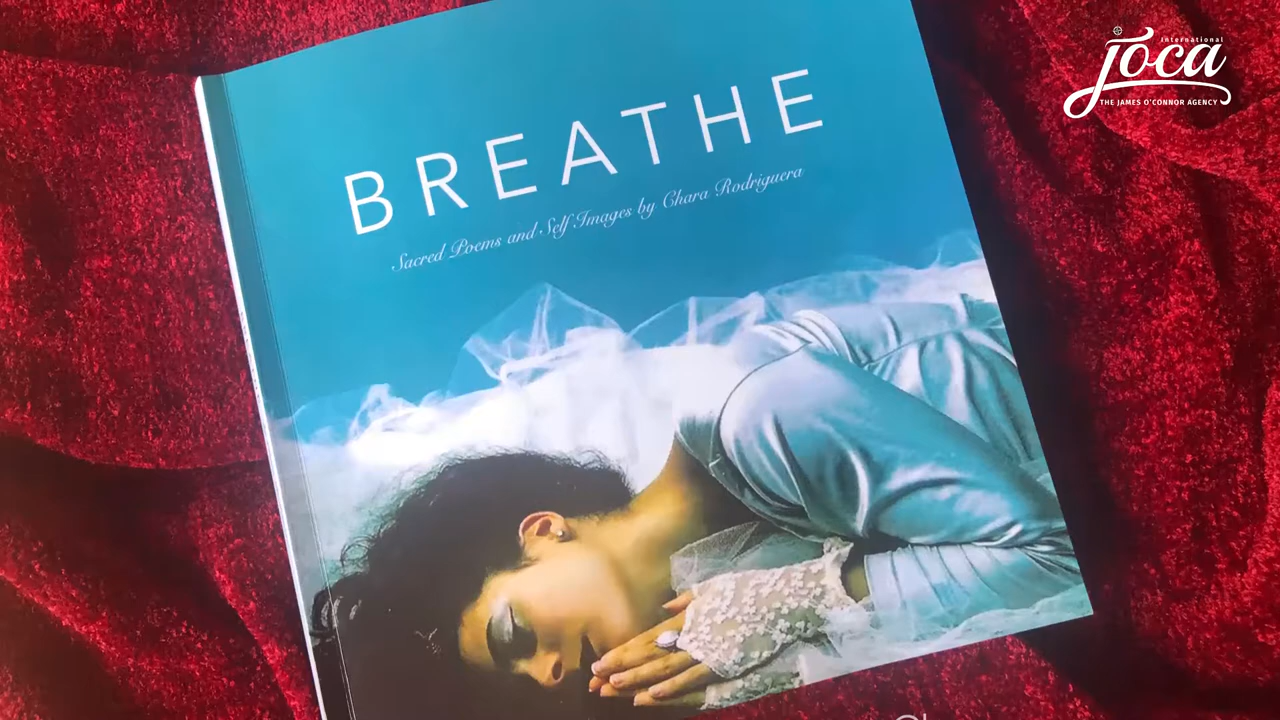 BREATHE
Sacred Poems and Self Images by Chara Rodriguera
International
joca
THE JAMES O'CONNOR AGENCY